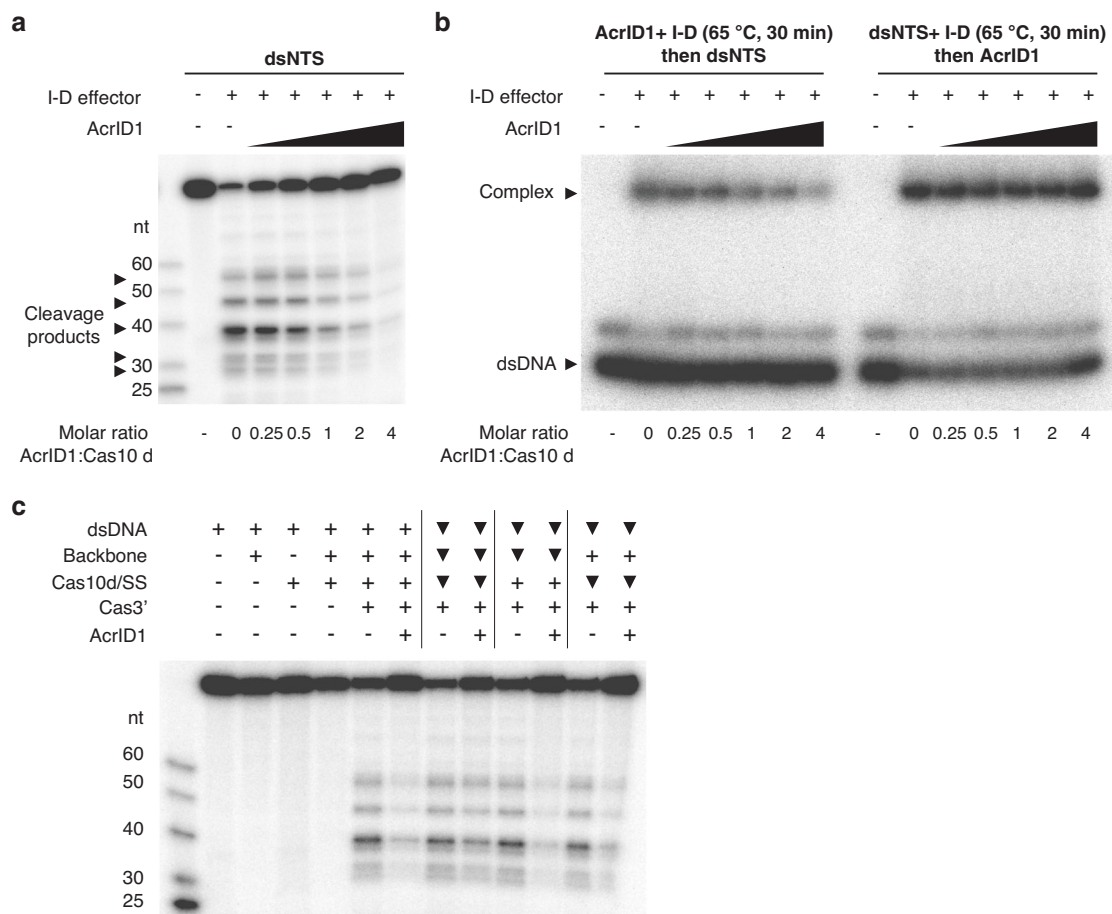 a
dsNTS
I-D effector - + + + + + +
AcrID1 - -
nt
60
50
Cleavage products
40
30
25
Molar ratio AcrID1:Cas10 d - 0 0.25 0.5 1 2 4
b
AcrID1+ I-D (65 °C, 30 min) then dsNTS
dsNTS+ I-D (65 °C, 30 min) then AcrID1
I-D effector - + + + + + + - + + + + + +
AcrID1 - - - -
Complex ►
dsDNA ►
Molar ratio AcrID1:Cas10 d - 0 0.25 0.5 1 2 4 - 0 0.25 0.5 1 2 4
c
dsDNA + + + + + + ▼ ▼ ▼ ▼ ▼ ▼
Backbone - + - + + + ▼ ▼ ▼ ▼ + +
Cas10d/SS - - + + + + ▼ ▼ + + ▼ ▼
Cas3' - - - - + + + + + + + +
AcrID1 - - - - - + - + - + - +
nt
60
50
40
30
25